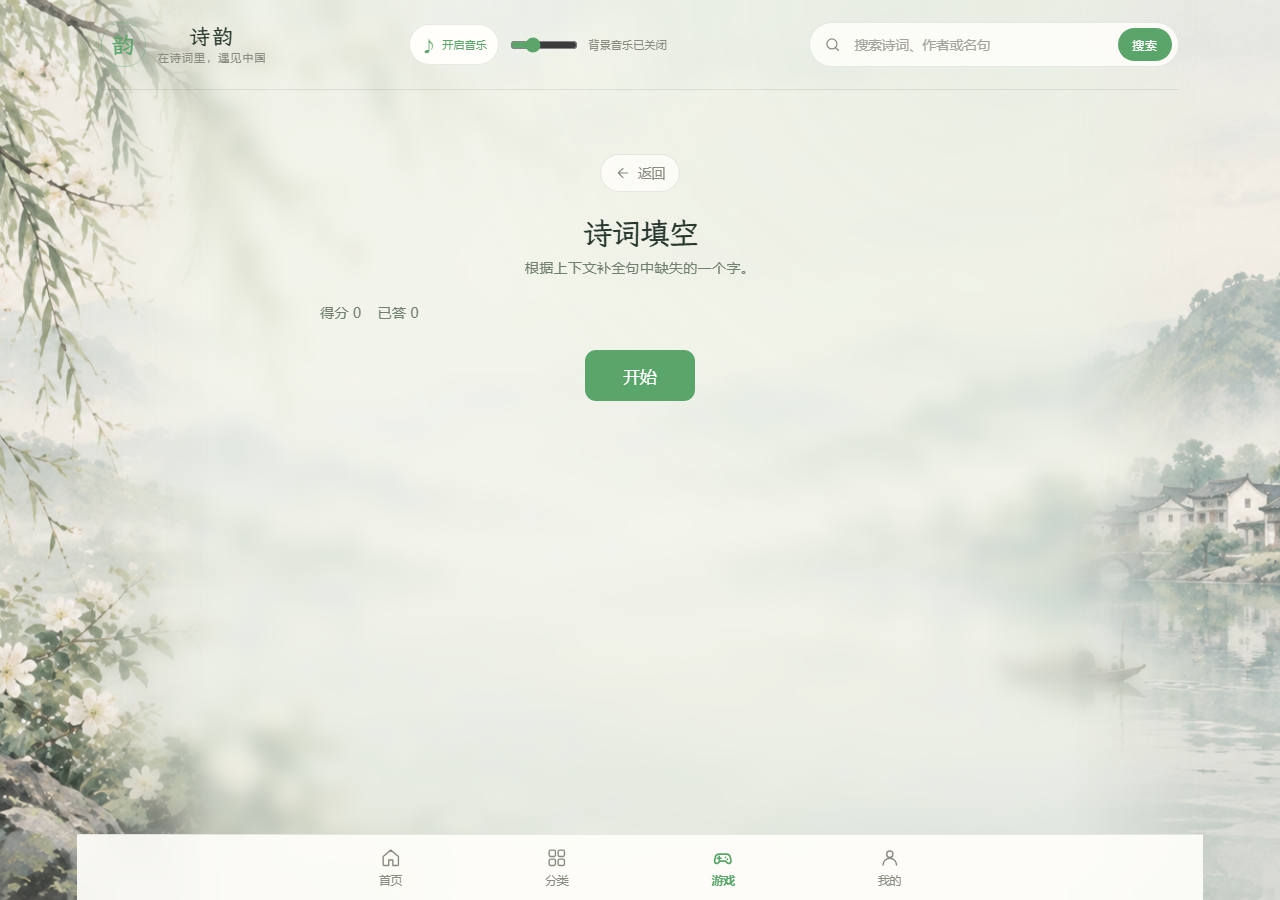 韵
诗韵
在诗词里，遇见中国
开启音乐
背景音乐已关闭
搜索诗词、作者或名句
搜索
返回
诗词填空
根据上下文补全句中缺失的一个字。
得分 0 已答 0
开始
首页
分类
游戏
我的